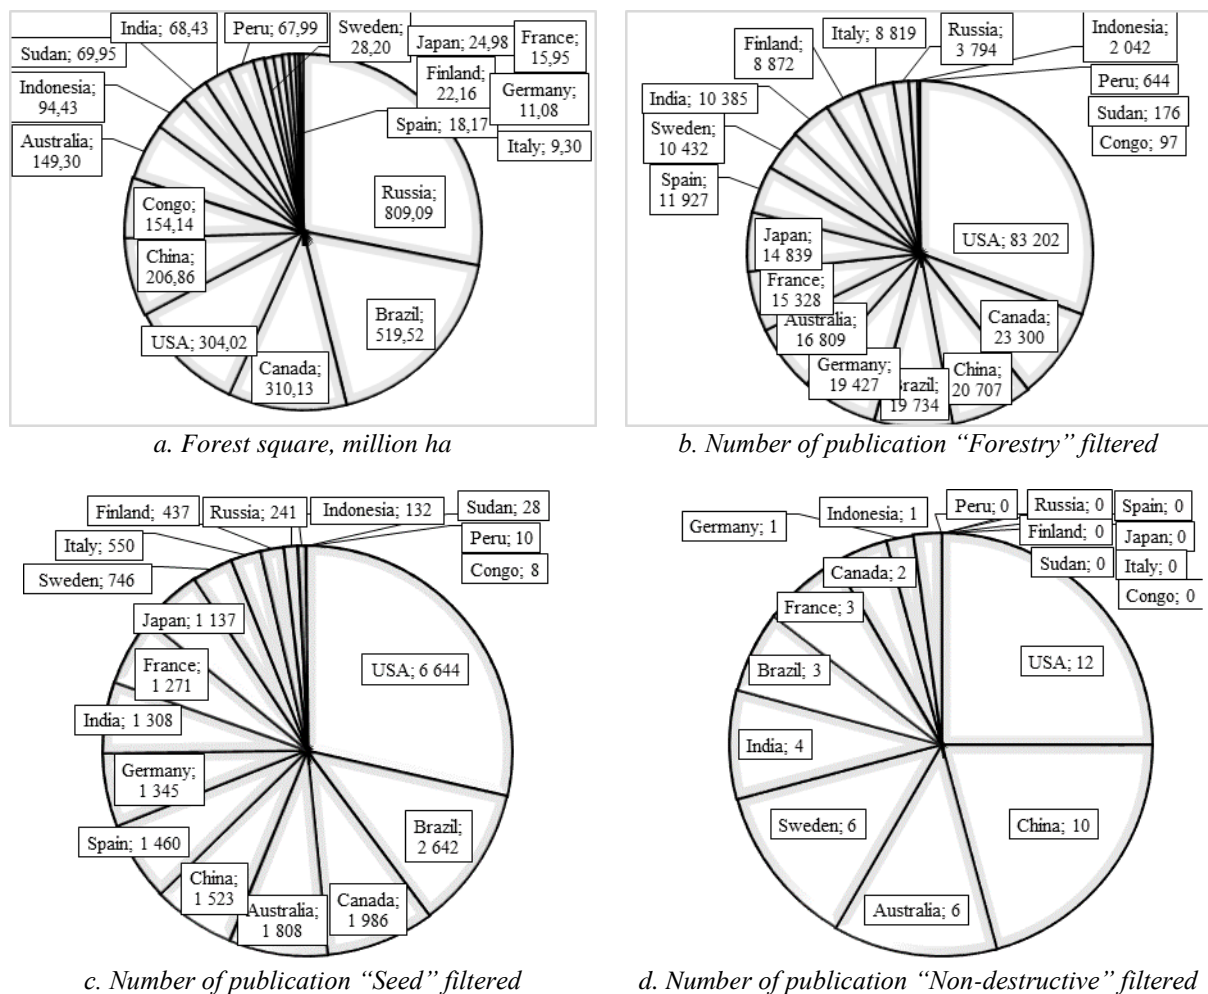 India; 68,43
Peru; 67,99
Sweden;
28,20
Japan; 24,98
France;
15,95
Sudan; 69,95
Finland;
22,16
Indonesia;
94,43
Germany;
11,08
Spain; 18,17
Australia;
149,30
Italy; 9,30
Russia;
809,09
Congo;
154,14
China;
206,86
Brazil;
519,52
USA; 304,02
Canada;
310,13
a. Forest square, million ha
Italy; 8 819
Russia;
3 794
Indonesia;
2 042
Finland;
8 872
Peru; 644
India; 10 385
Sudan; 176
Sweden;
10 432
Congo; 97
Spain;
11 927
Japan;
14 839
USA; 83 202
France;
15 328
Australia;
16 809
Canada;
23 300
Germany;
19 427
Brazil;
19 734
China;
20 707
b. Number of publication “Forestry” filtered
Finland; 437
Russia; 241
Indonesia; 132
Sudan; 28
Italy; 550
Peru; 10
Sweden; 746
Congo; 8
Japan; 1 137
France;
1 271
USA; 6 644
India; 1 308
Germany;
1 345
Brazil;
2 642
Spain; 1 460
China;
1 523
Australia;
1 808
Canada;
1 986
c. Number of publication “Seed” filtered
Peru; 0
Russia; 0
Spain; 0
Germany; 1
Indonesia; 1
Finland; 0
Japan; 0
Canada; 2
Sudan; 0
Italy; 0
France; 3
Congo; 0
Brazil; 3
USA; 12
India; 4
Sweden; 6
China; 10
Australia; 6
d. Number of publication “Non-destructive” filtered